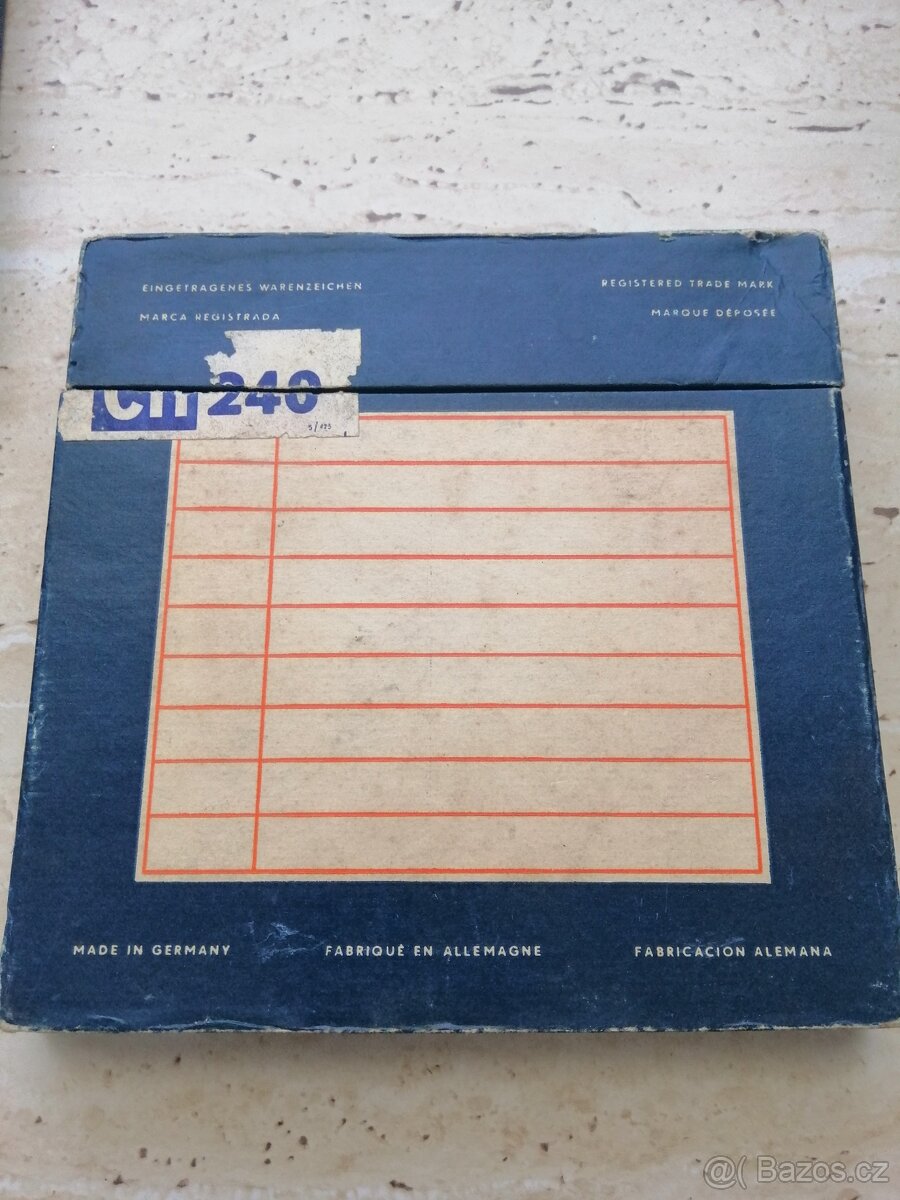 EINGETRAGENES WARENZEICHEN
REGISTERED TRADE MARK
MARCA REGISTRADA
MARQUE DÉPOSÉE
240
MADE IN GERMANY
FABRIQUÉ EN ALLEMAGNE
FABRICACION ALEMANA
@( Bazos.cz